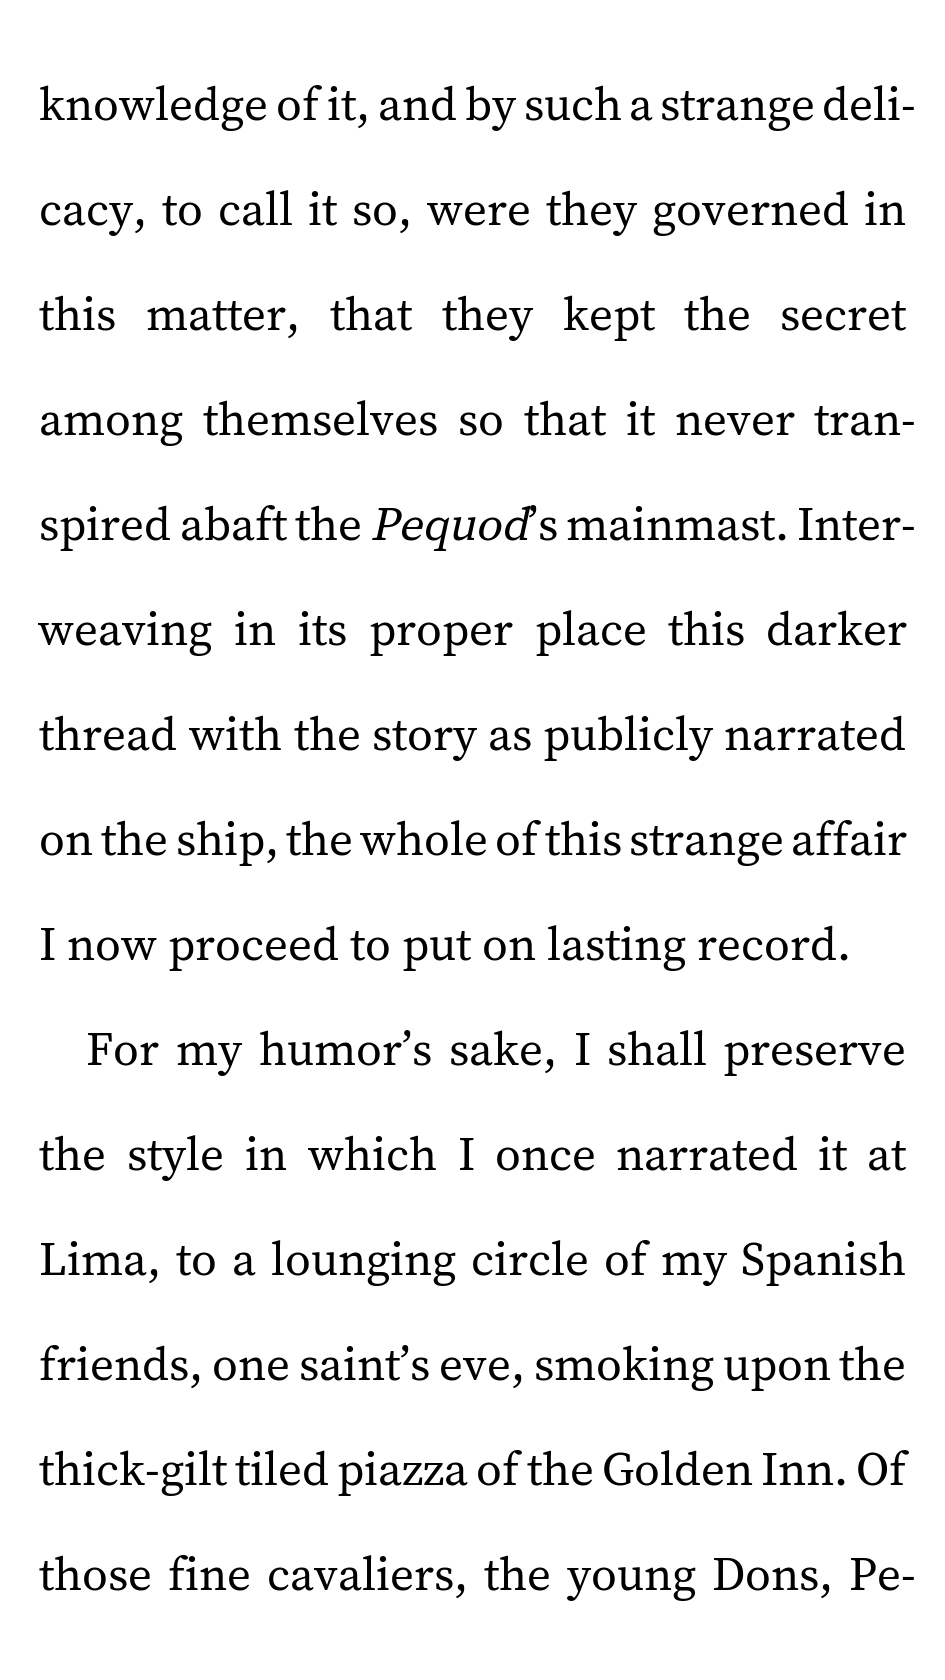 knowledge of it, and by such a strange deli-
cacy, to call it so, were they governed in
this matter, that they kept the secret
among themselves so that it never tran-
spired abaft the Pequod’s mainmast. Inter-
weaving in its proper place this darker
thread with the story as publicly narrated
on the ship, the whole of this strange affair
I now proceed to put on lasting record.
For my humor’s sake, I shall preserve
the style in which I once narrated it at
Lima, to a lounging circle of my Spanish
friends, one saint’s eve, smoking upon the
thick-gilt tiled piazza of the Golden Inn. Of
those fine cavaliers, the young Dons, Pe-